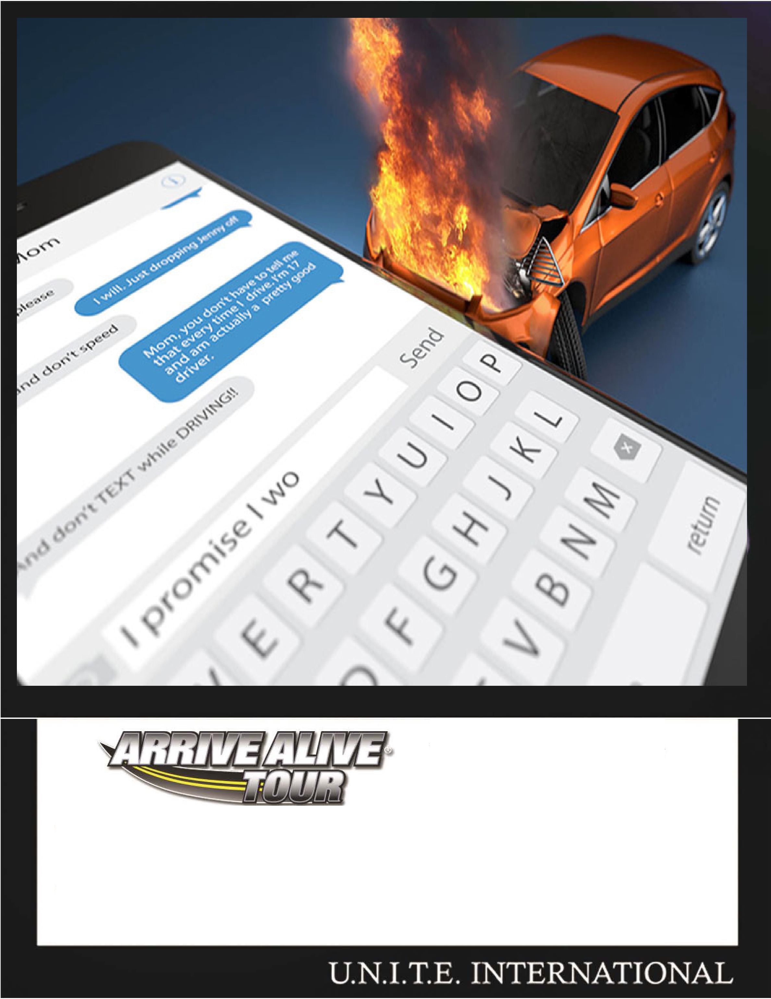 Mom
please
I will. Just dropping Jenny off
and don't speed
Mom, you don't have to tell me
that every time I drive. I'm 17
and am actually a pretty good
driver.
And don't TEXT while DRIVING!!
I promise I wo
Send
E R T Y U I O P
D F G H J K L
V B N M
return
ARRIVE ALIVE®
TOUR
U.N.I.T.E. INTERNATIONAL